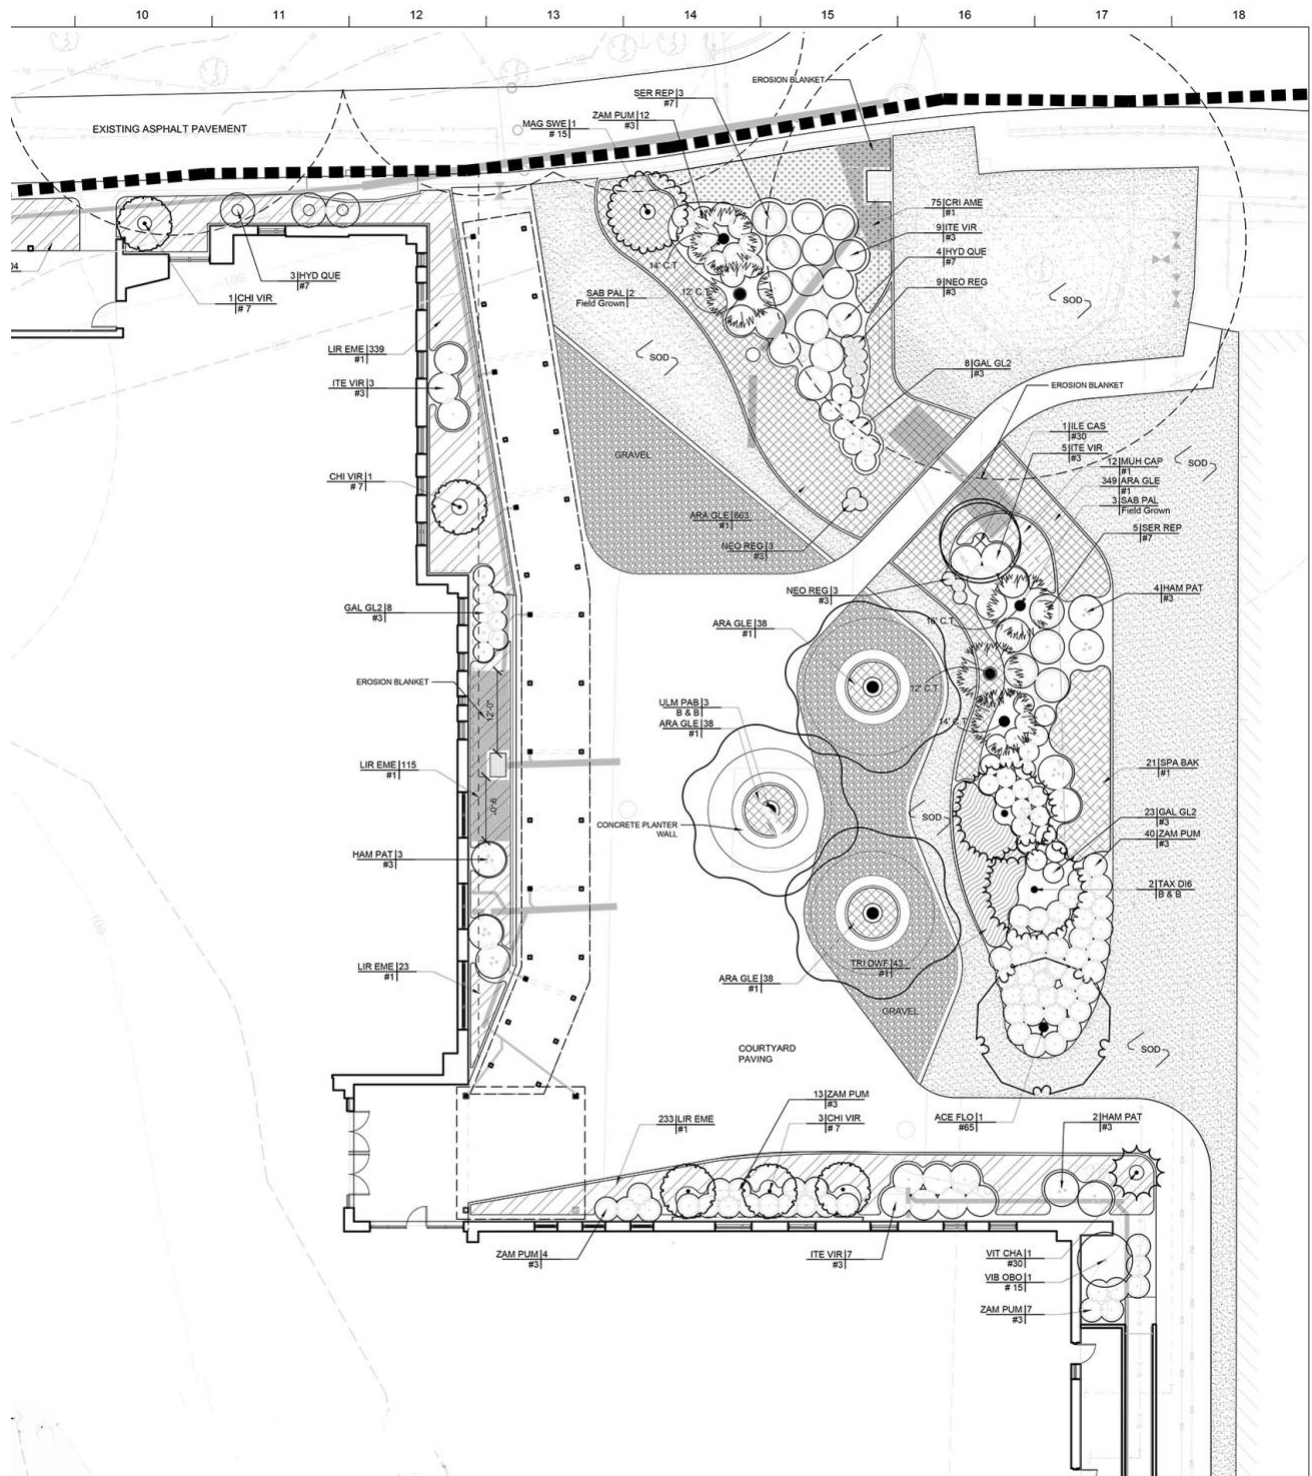 10 11 12 13 14 15 16 17 18
EROSION BLANKET
SER REP 3
#7
ZAM PUM 12
#3
MAG SWE 1
# 15
EXISTING ASPHALT PAVEMENT
75 CRI AME
#1
9 ITE VIR
#3
4 HYD QUE
#7
9 NEO REG
#3
14' C.T.
12' C.T.
SAB PAL 2
Field Grown
SOD
3 HYD QUE
#7
1 CHI VIR
# 7
04
SOD
LIR EME 339
#1
ITE VIR 3
#3
8 GAL GL2
#3
EROSION BLANKET
1 ILE CAS
#30
5 ITE VIR
#3
12 MUH CAP
#1
349 ARA GLE
#1
3 SAB PAL
Field Grown
5 SER REP
#7
SOD
GRAVEL
CHI VIR 1
# 7
ARA GLE 663
#1
NEO REG 3
#3
NEO REG 3
#3
4 HAM PAT
#3
GAL GL2 8
#3
ARA GLE 38
#1
16' C.T.
12' C.T.
14' C.T.
EROSION BLANKET
12'-0"
ULM PAB 3
B & B
ARA GLE 38
#1
LIR EME 115
#1
6'-0"
21 SPA BAK
#1
CONCRETE PLANTER
WALL
SOD
23 GAL GL2
#3
40 ZAM PUM
#3
HAM PAT 3
#3
2 TAX DI6
B & B
LIR EME 23
#1
TRI DWF 43
#1
ARA GLE 38
#1
GRAVEL
COURTYARD
PAVING
SOD
13 ZAM PUM
#3
3 CHI VIR
# 7
233 LIR EME
#1
ACE FLO 1
#65
2 HAM PAT
#3
ZAM PUM 4
#3
ITE VIR 7
#3
VIT CHA 1
#30
VIB OBO 1
# 15
ZAM PUM 7
#3